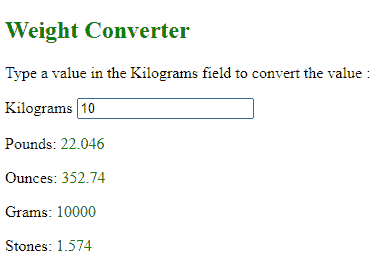 Weight Converter
Type a value in the Kilograms field to convert the value :
Kilograms 10
Pounds: 22.046
Ounces: 352.74
Grams: 10000
Stones: 1.574